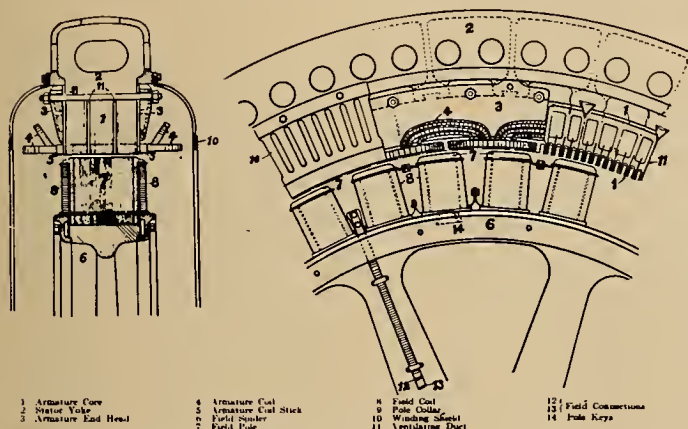 1 Armature Core
2 Stator Yoke
3 Armature End Head
4 Armature Coil
5 Armature Coil Stick
6 Field Spider
7 Field Pole
8 Field Coil
9 Pole Collar
10 Winding Shield
11 Ventilating Duct
12
13 Field Connections
14 Pole Keys